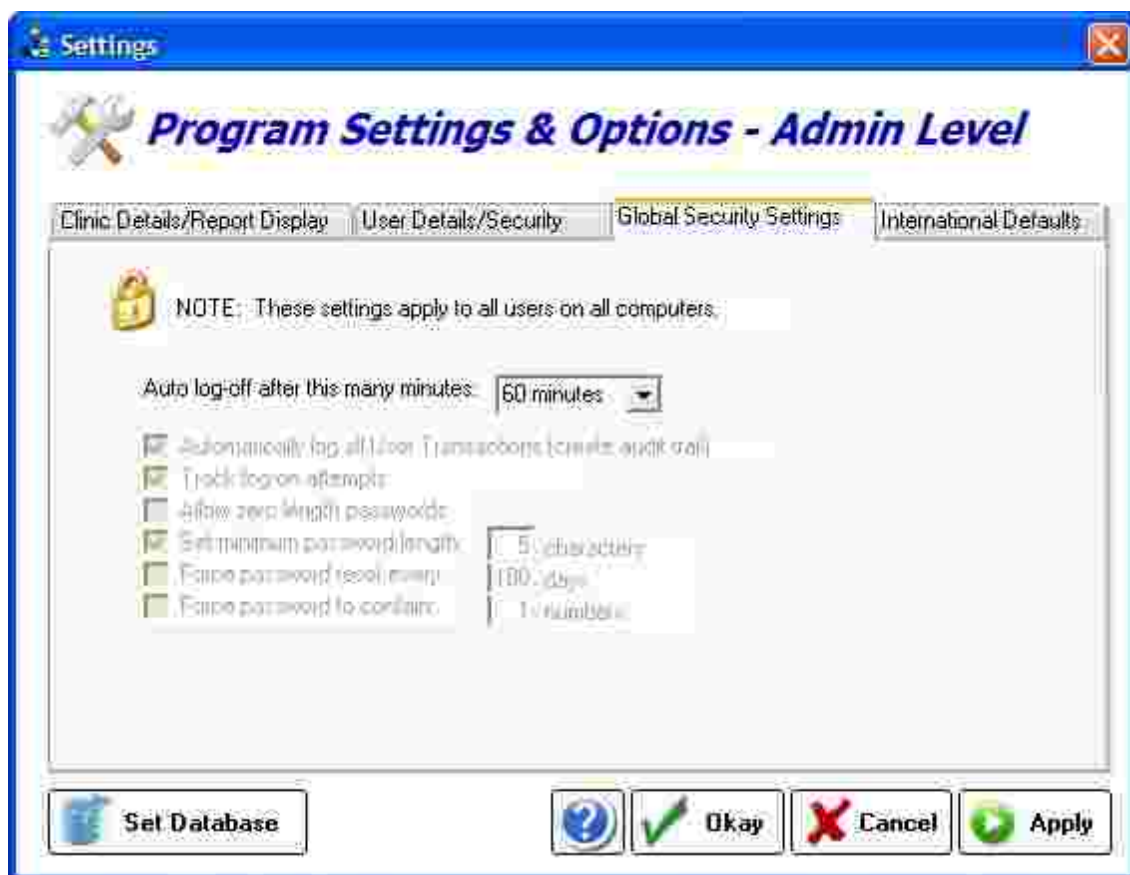 Settings
Program Settings & Options - Admin Level
Clinic Details/Report Display User Details/Security Global Security Settings International Defaults
NOTE: These settings apply to all users on all computers.
Auto log-off after this many minutes: 60 minutes
Automatically log all User Transactions (create audit trail)
Track log-on attempts
Allow zero length passwords
Set minimum password length: 5 characters
Force password reset every: 180 days
Force password to contain: 1 numbers
Set Database ? Okay Cancel Apply